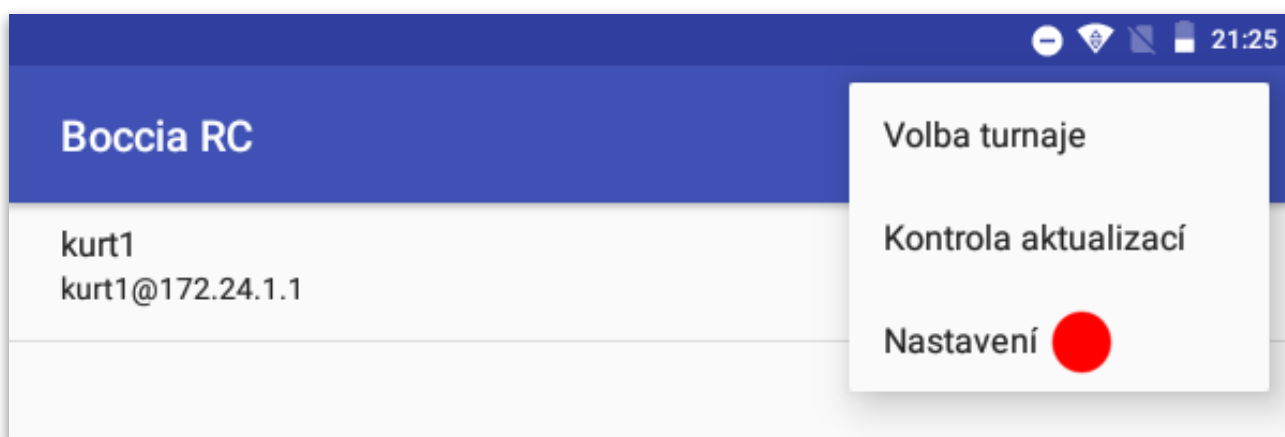 21:25
Boccia RC
Volba turnaje
kurt1
kurt1@172.24.1.1
Kontrola aktualizací
Nastavení